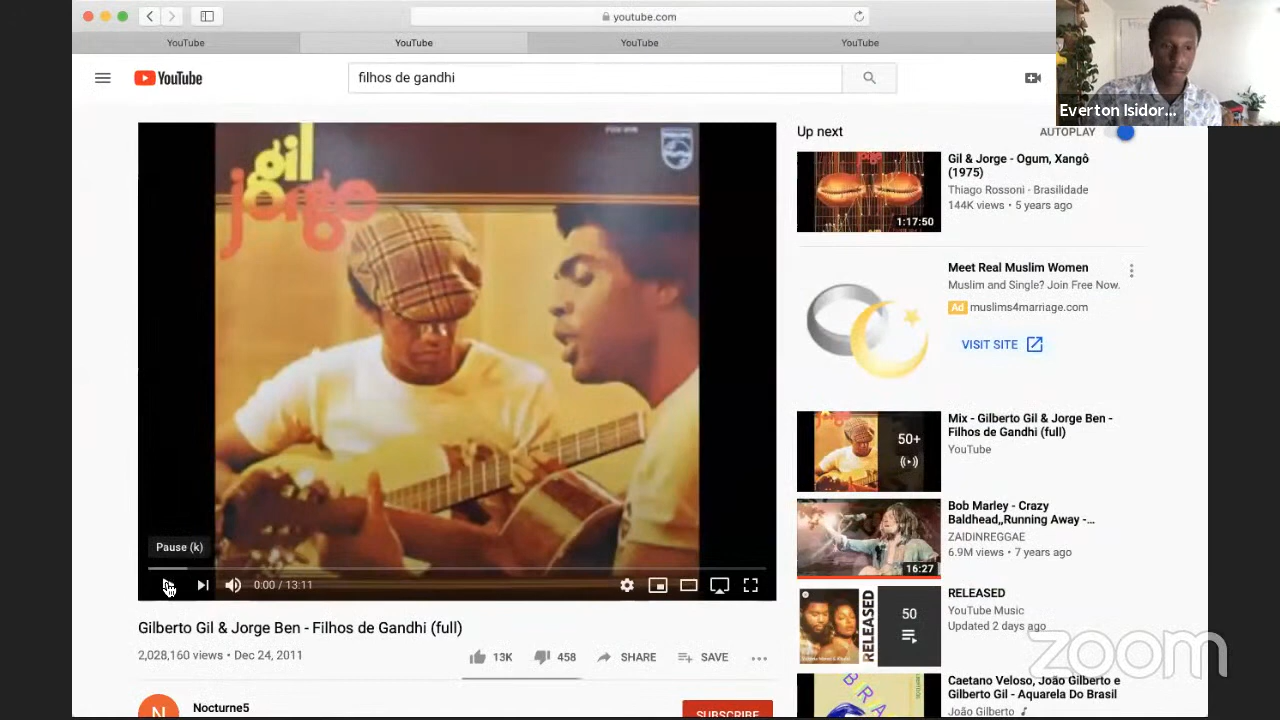 youtube.com
YouTube
YouTube
YouTube
YouTube
YouTube
filhos de gandhi
Everton Isidor...
gil
jorge
PHILIPS
Pause (k)
0:00 / 13:11
Gilberto Gil & Jorge Ben - Filhos de Gandhi (full)
2,028,160 views • Dec 24, 2011
13K
458
SHARE
SAVE
N
Nocturne5
SUBSCRIBE
Up next
AUTOPLAY
Gil & Jorge - Ogum, Xangô
(1975)
Thiago Rossoni - Brasilidade
144K views • 5 years ago
1:17:50
Meet Real Muslim Women
Muslim and Single? Join Free Now.
Ad muslims4marriage.com
VISIT SITE
50+
Mix - Gilberto Gil & Jorge Ben -
Filhos de Gandhi (full)
YouTube
Bob Marley - Crazy
Baldhead,,Running Away -...
ZAIDINREGGAE
6.9M views • 7 years ago
16:27
RELEASED
50
RELEASED
YouTube Music
Updated 2 days ago
zoom
BRA
Caetano Veloso, João Gilberto e
Gilberto Gil - Aquarela Do Brasil
João Gilberto